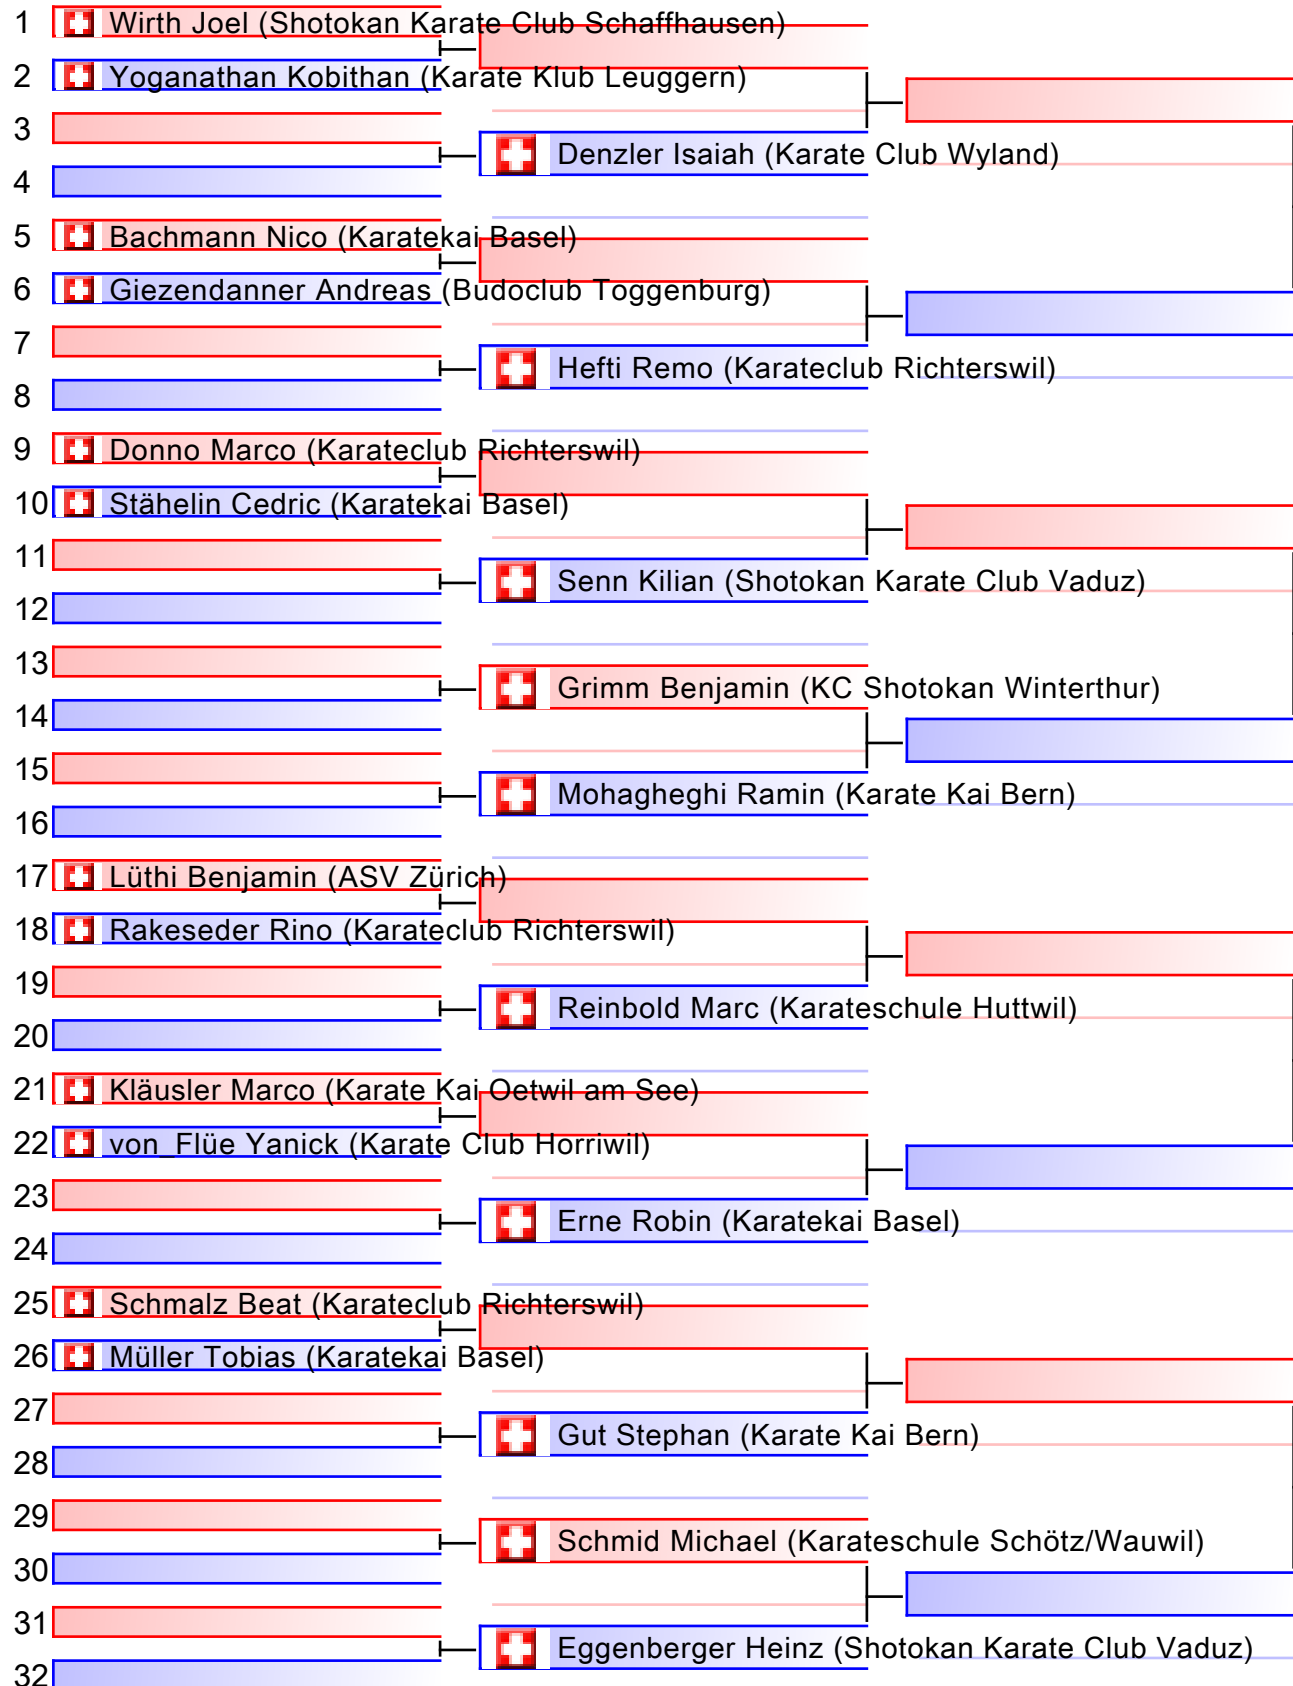 1 Wirth Joel (Shotokan Karate Club Schaffhausen)
2 Yoganathan Kobithan (Karate Klub Leuggern)
3
Denzler Isaiah (Karate Club Wyland)
4
5 Bachmann Nico (Karatekai Basel)
6 Giezendanner Andreas (Budoclub Toggenburg)
7
Hefti Remo (Karateclub Richterswil)
8
9 Donno Marco (Karateclub Richterswil)
10 Stähelin Cedric (Karatekai Basel)
11
Senn Kilian (Shotokan Karate Club Vaduz)
12
13
Grimm Benjamin (KC Shotokan Winterthur)
14
15
Mohagheghi Ramin (Karate Kai Bern)
16
17 Lüthi Benjamin (ASV Zürich)
18 Rakeseder Rino (Karateclub Richterswil)
19
Reinbold Marc (Karateschule Huttwil)
20
21 Kläusler Marco (Karate Kai Oetwil am See)
22 von_Flüe Yanick (Karate Club Horriwil)
23
Erne Robin (Karatekai Basel)
24
25 Schmalz Beat (Karateclub Richterswil)
26 Müller Tobias (Karatekai Basel)
27
Gut Stephan (Karate Kai Bern)
28
29
Schmid Michael (Karateschule Schötz/Wauwil)
30
31
Eggenberger Heinz (Shotokan Karate Club Vaduz)
32